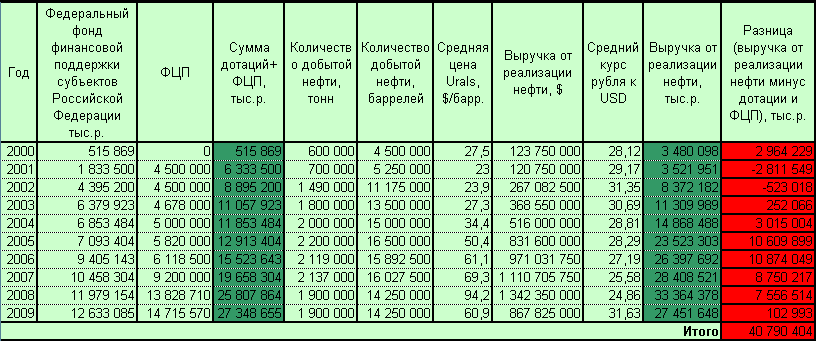 Год
Федеральный
фонд
финансовой
поддержки
субъектов
Российской
Федерации
тыс.р.
ФЦП
Сумма
дотаций+
ФЦП,
тыс.р.
Количеств
о добытой
нефти,
тонн
Количество
добытой
нефти,
баррелей
Средняя
цена
Urals,
$/барр.
Выручка от
реализации
нефти, $
Средний
курс
рубля к
USD
Выручка от
реализации
нефти,
тыс.р.
Разница
(выручка от
реализации
нефти минус
дотации и
ФЦП), тыс.р.
2000 515 869 0 515 869 600 000 4 500 000 27,5 123 750 000 28,12 3 480 098 2 964 229
2001 1 833 500 4 500 000 6 333 500 700 000 5 250 000 23 120 750 000 29,17 3 521 951 -2 811 549
2002 4 395 200 4 500 000 8 895 200 1 490 000 11 175 000 23,9 267 082 500 31,35 8 372 182 -523 018
2003 6 379 923 4 678 000 11 057 923 1 800 000 13 500 000 27,3 368 550 000 30,69 11 309 989 252 066
2004 6 853 484 5 000 000 11 853 484 2 000 000 15 000 000 34,4 516 000 000 28,81 14 868 488 3 015 004
2005 7 093 404 5 820 000 12 913 404 2 200 000 16 500 000 50,4 831 600 000 28,29 23 523 303 10 609 899
2006 9 405 143 6 118 500 15 523 643 2 119 000 15 892 500 61,1 971 031 750 27,19 26 397 692 10 874 049
2007 10 458 304 9 200 000 19 658 304 2 137 000 16 027 500 69,3 1 110 705 750 25,58 28 408 521 8 750 217
2008 11 979 154 13 828 710 25 807 864 1 900 000 14 250 000 94,2 1 342 350 000 24,86 33 364 378 7 556 514
2009 12 633 085 14 715 570 27 348 655 1 900 000 14 250 000 60,9 867 825 000 31,63 27 451 648 102 993
Итого 40 790 404